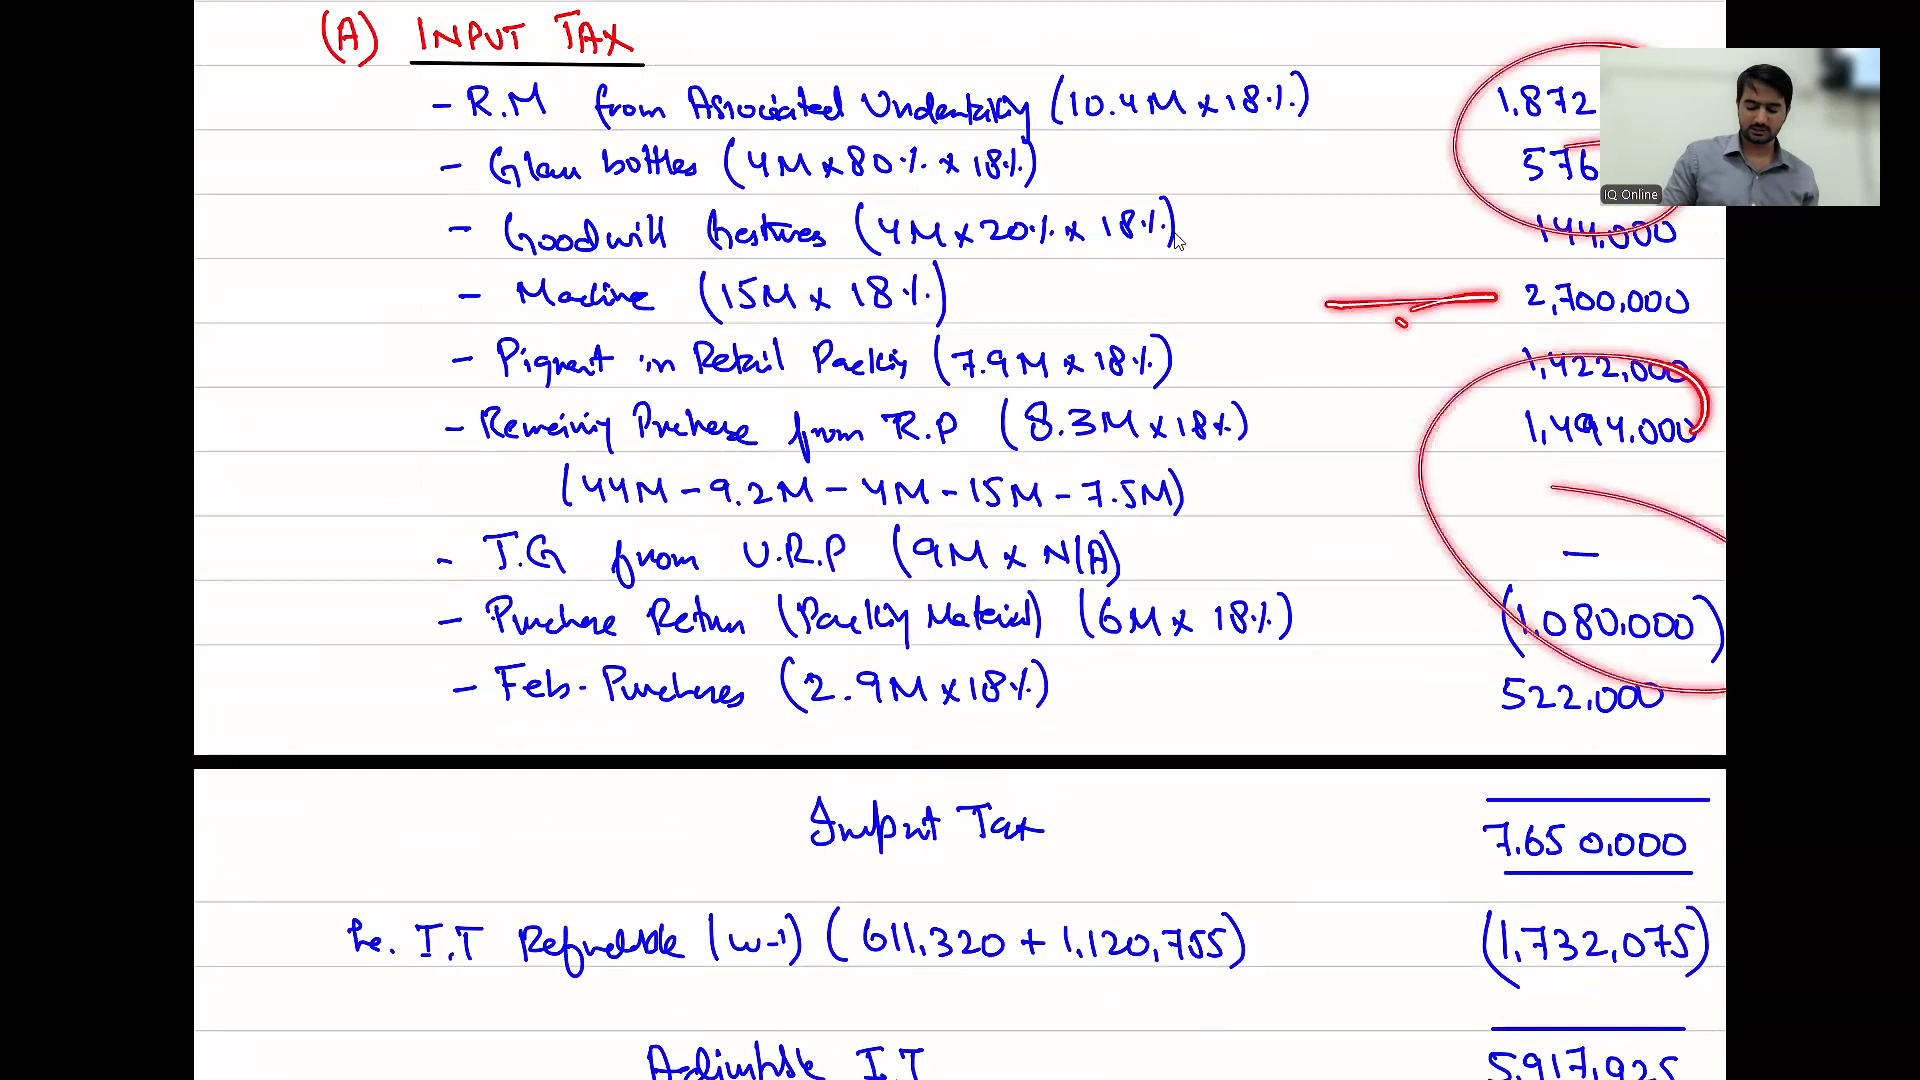 (A) INPUT TAX
- R.M from Associated Undertaking (10.4M x 18%) 1,872
- Glass bottles (4M x 80% x 18%) 576
- Goodwill Gestures (4M x 20% x 18%) 144,000
- Machine (15M x 18%) 2,700,000
- Pigment in Retail Packing (7.9M x 18%) 1,422,000
- Remaining Purchase from R.P (8.3M x 18%) 1,494,000
(44M - 9.2M - 4M - 15M - 7.5M)
- T.G from U.R.P (9M x N/A) —
- Purchase Return (Packing Material) (6M x 18%) (1,080,000)
- Feb. Purchases (2.9M x 18%) 522,000
Input Tax 7,650,000
I.T Refundable (w-1) (611,320 + 1,120,755) (1,732,075)
Adjustable I.T 5,917,925
IQ Online